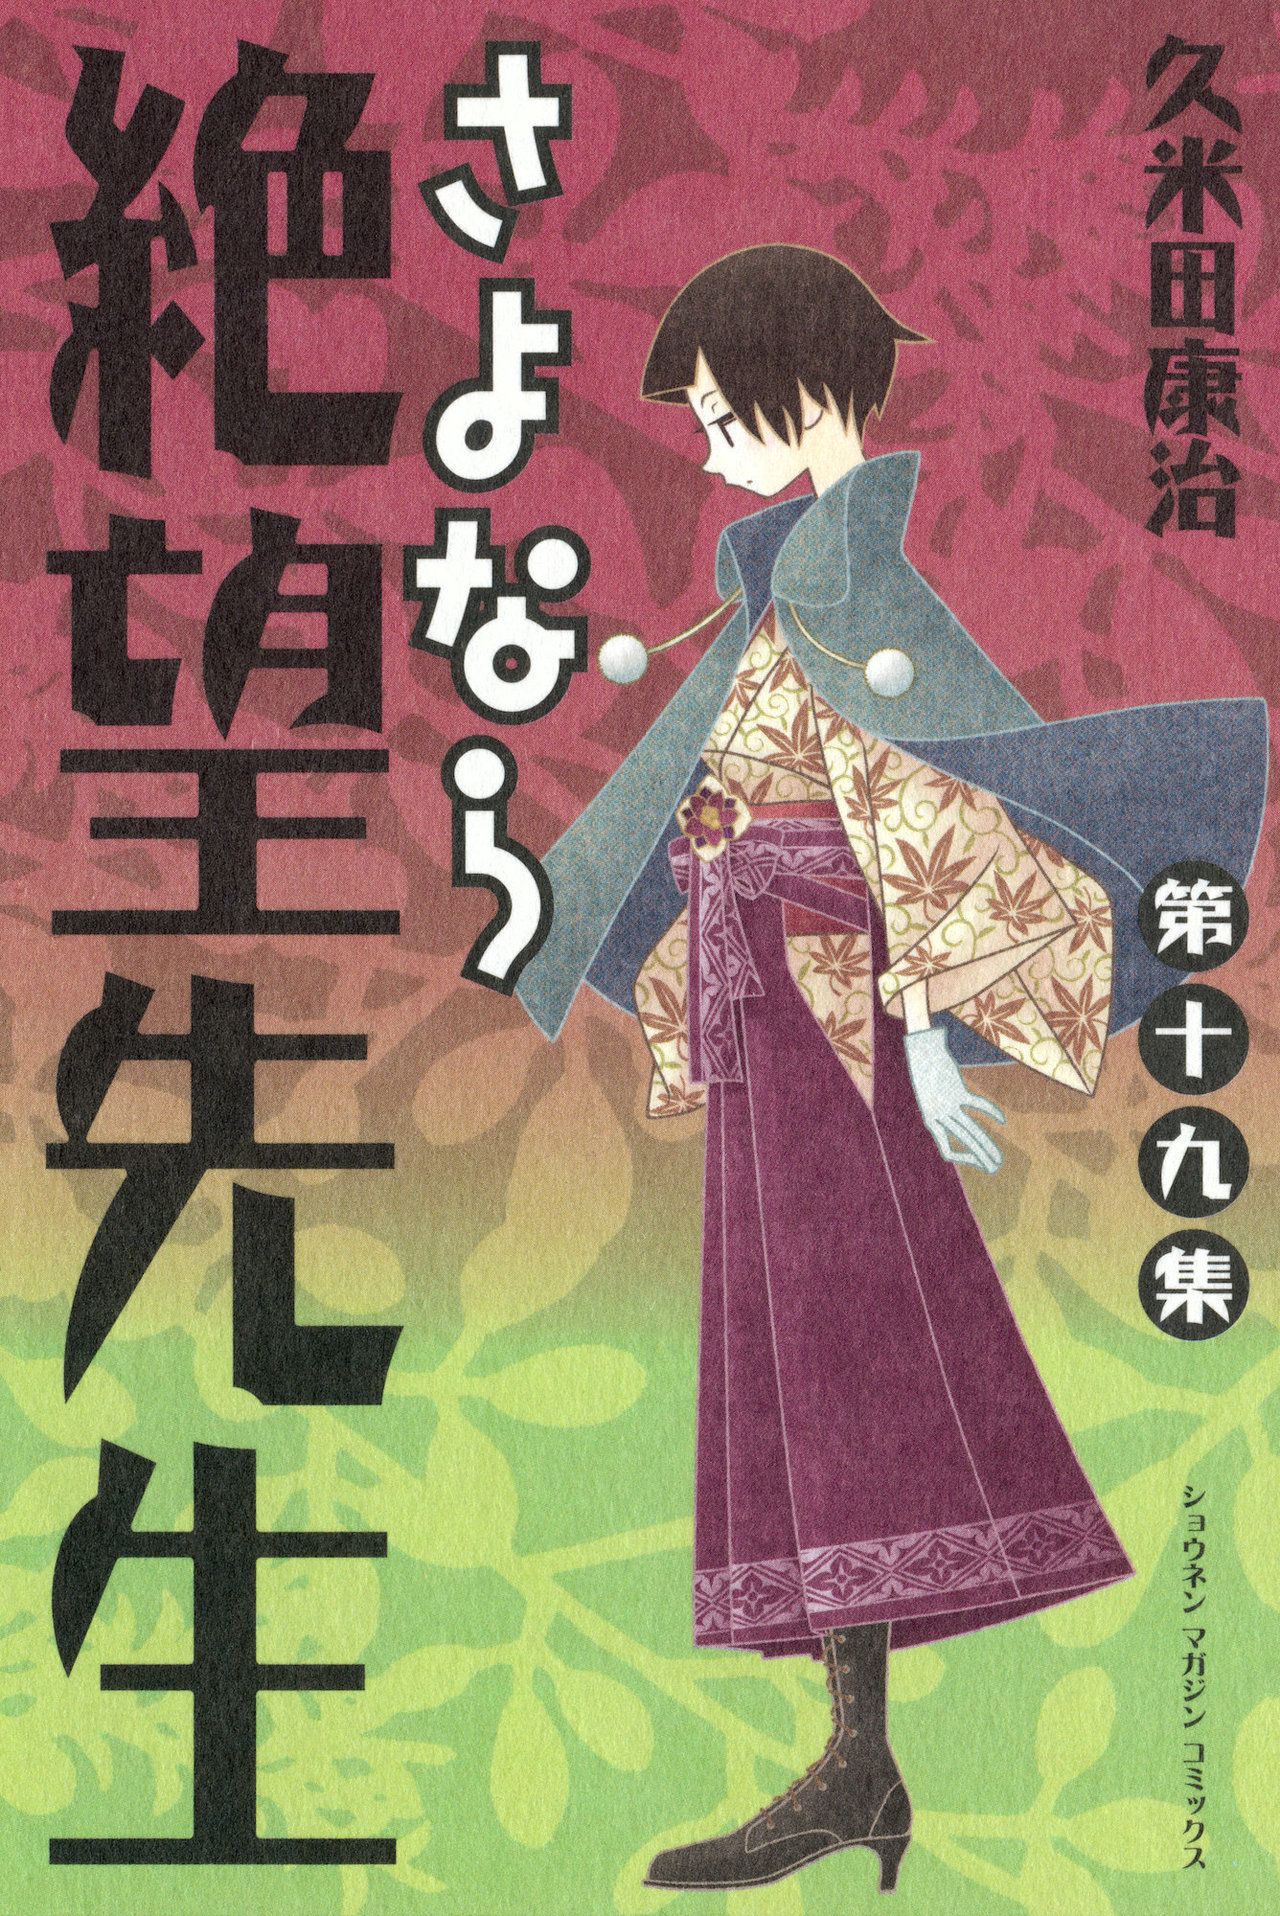 久米田康治
さよなら
絶望先生
第十九集
ショウネン マガジン コミックス